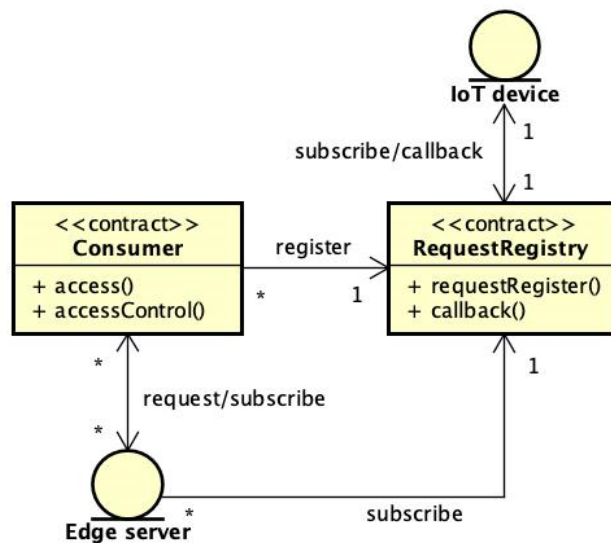 IoT device
1
subscribe/callback
1
<<contract>>
Consumer
+ access()
+ accessControl()
register
*
1
<<contract>>
RequestRegistry
+ requestRegister()
+ callback()
*
request/subscribe
*
1
Edge server
*
subscribe